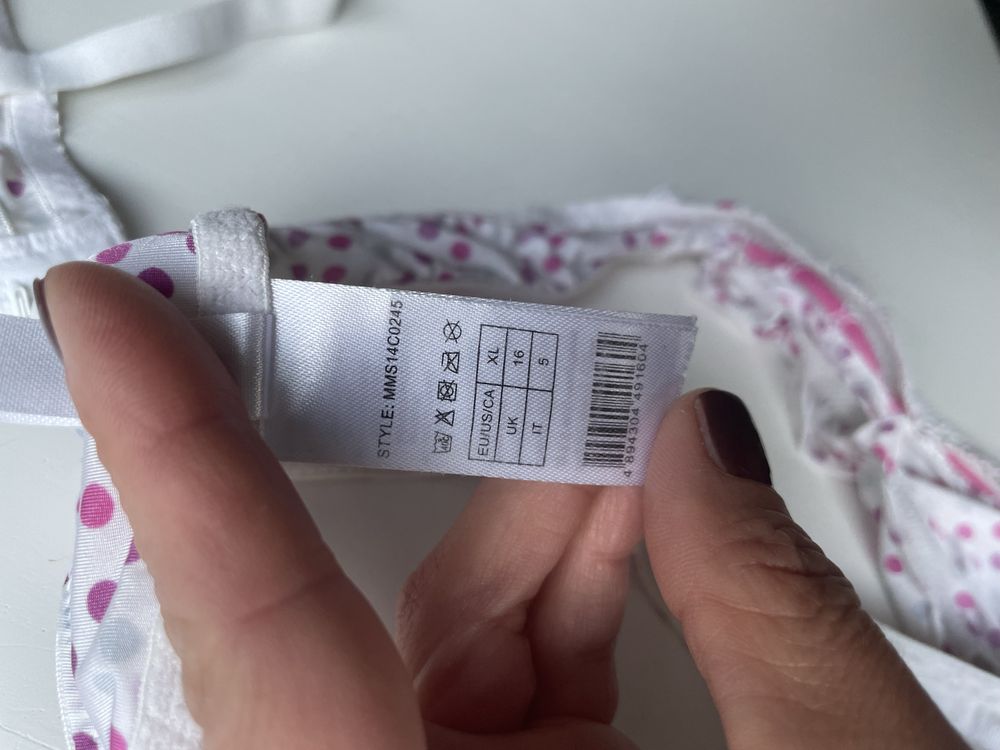 STYLE: MMS14C0245
EU/US/CA XL
UK 16
IT 5
4 894304 491604